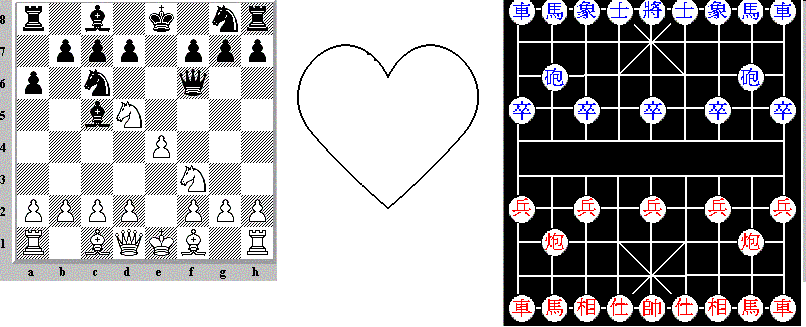 8
7
6
5
4
3
2
1
a b c d e f g h
車 馬 象 士 將 士 象 馬 車
砲 砲
卒 卒 卒 卒 卒
兵 兵 兵 兵 兵
炮 炮
車 馬 相 仕 帥 仕 相 馬 車